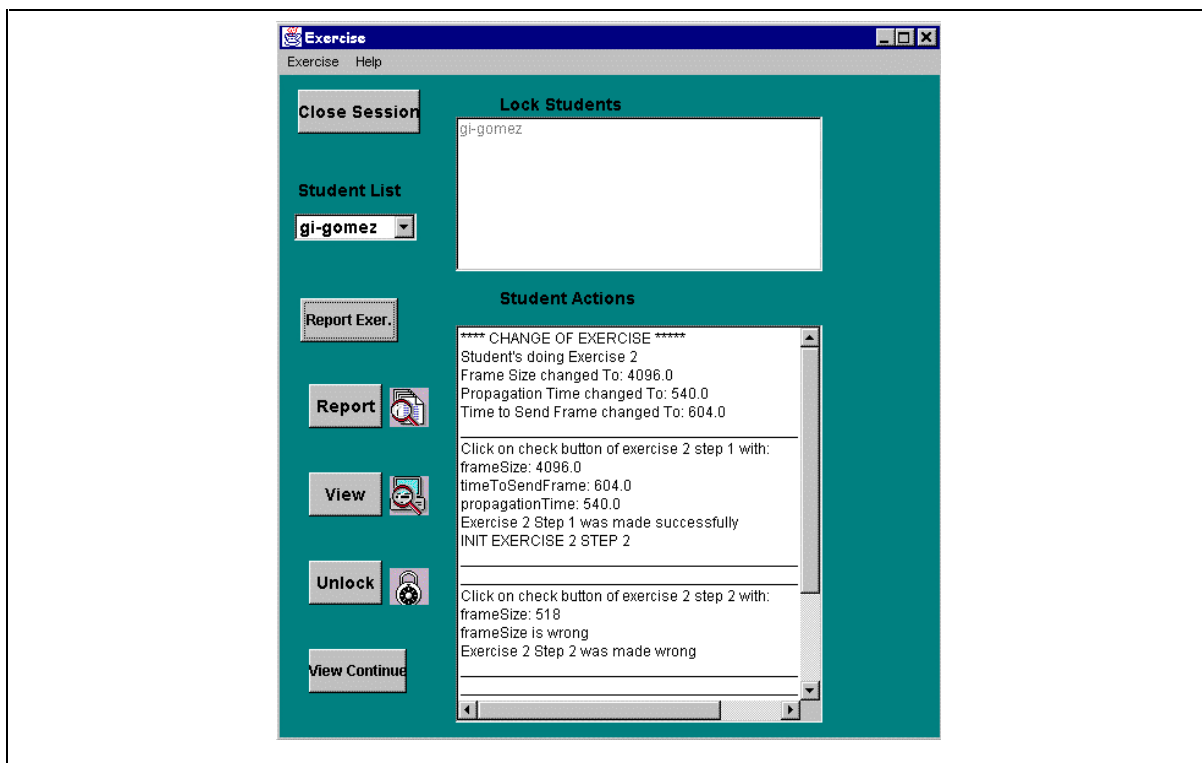 Exercise
Exercise Help
Close Session
Lock Students
gi-gomez
Student List
gi-gomez
Report Exer.
Report
View
Unlock
View Continue
Student Actions
**** CHANGE OF EXERCISE *****
Student's doing Exercise 2
Frame Size changed To: 4096.0
Propagation Time changed To: 540.0
Time to Send Frame changed To: 604.0
Click on check button of exercise 2 step 1 with:
frameSize: 4096.0
timeToSendFrame: 604.0
propagationTime: 540.0
Exercise 2 Step 1 was made successfully
INIT EXERCISE 2 STEP 2
Click on check button of exercise 2 step 2 with:
frameSize: 518
frameSize is wrong
Exercise 2 Step 2 was made wrong